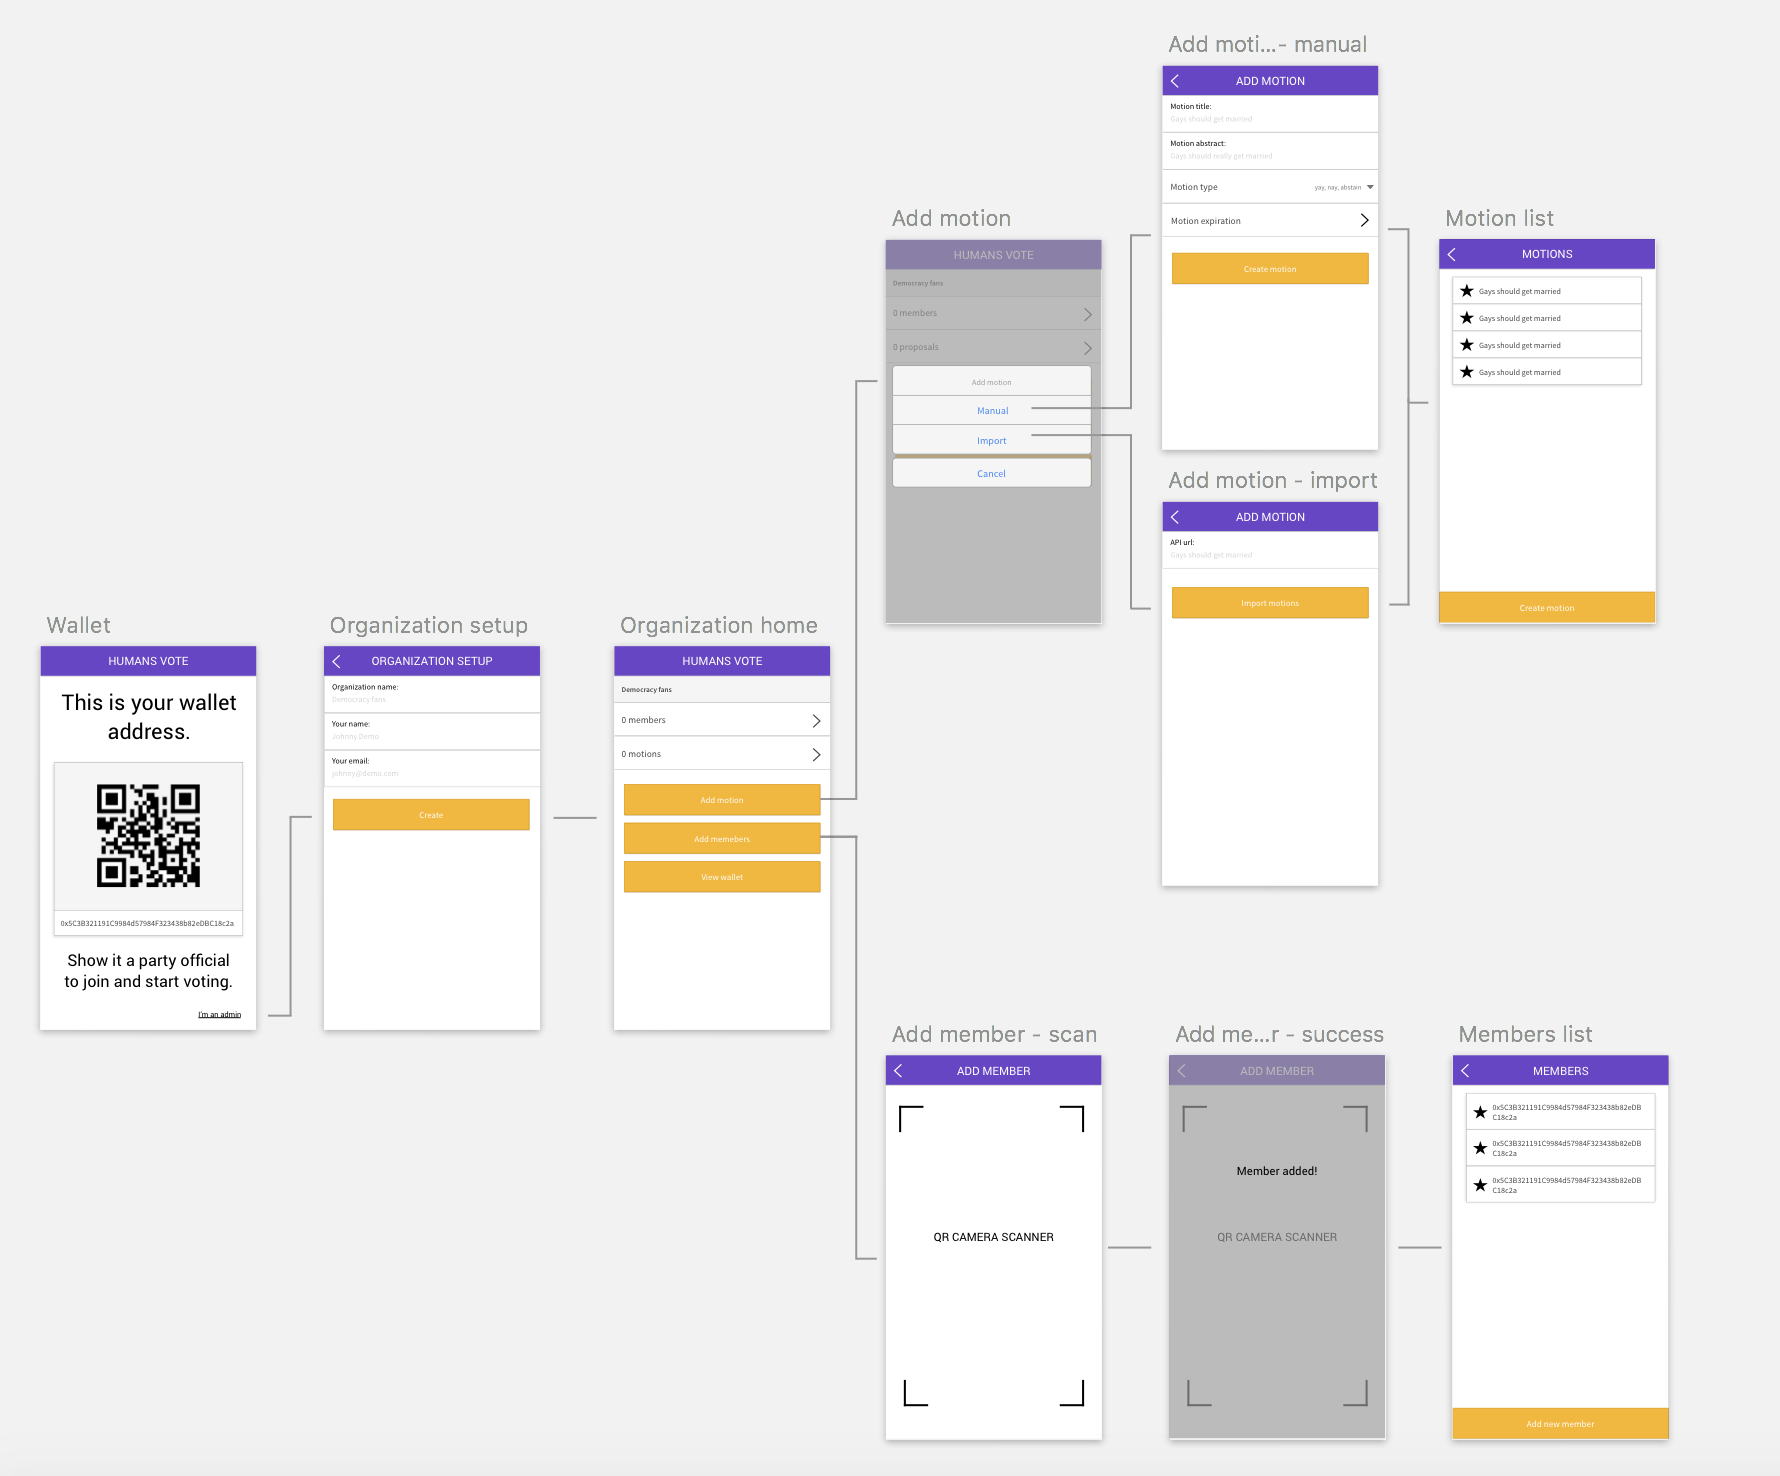 Wallet
HUMANS VOTE
This is your wallet
address.
0x5C3B321191C9984d57984F323438b82eDBC18c2a
Show it a party official
to join and start voting.
I'm an admin
Organization setup
ORGANIZATION SETUP
Organization name:
Democracy fans
Your name:
Johnny Demo
Your email:
johnny@demo.com
Create
Organization home
HUMANS VOTE
Democracy fans
0 members
0 motions
Add motion
Add memebers
View wallet
Add motion
HUMANS VOTE
Democracy fans
0 members
0 proposals
Add motion
Manual
Import
Cancel
Add moti...- manual
ADD MOTION
Motion title:
Gays should get married
Motion abstract:
Gays should really get married
Motion type
yay, nay, abstain
Motion expiration
Create motion
Add motion - import
ADD MOTION
API url:
Gays should get married
Import motions
Motion list
MOTIONS
Gays should get married
Gays should get married
Gays should get married
Gays should get married
Create motion
Add member - scan
ADD MEMBER
QR CAMERA SCANNER
Add me...r - success
ADD MEMBER
Member added!
QR CAMERA SCANNER
Members list
MEMBERS
0x5C3B321191C9984d57984F323438b82eDB
C18c2a
0x5C3B321191C9984d57984F323438b82eDB
C18c2a
0x5C3B321191C9984d57984F323438b82eDB
C18c2a
Add new member